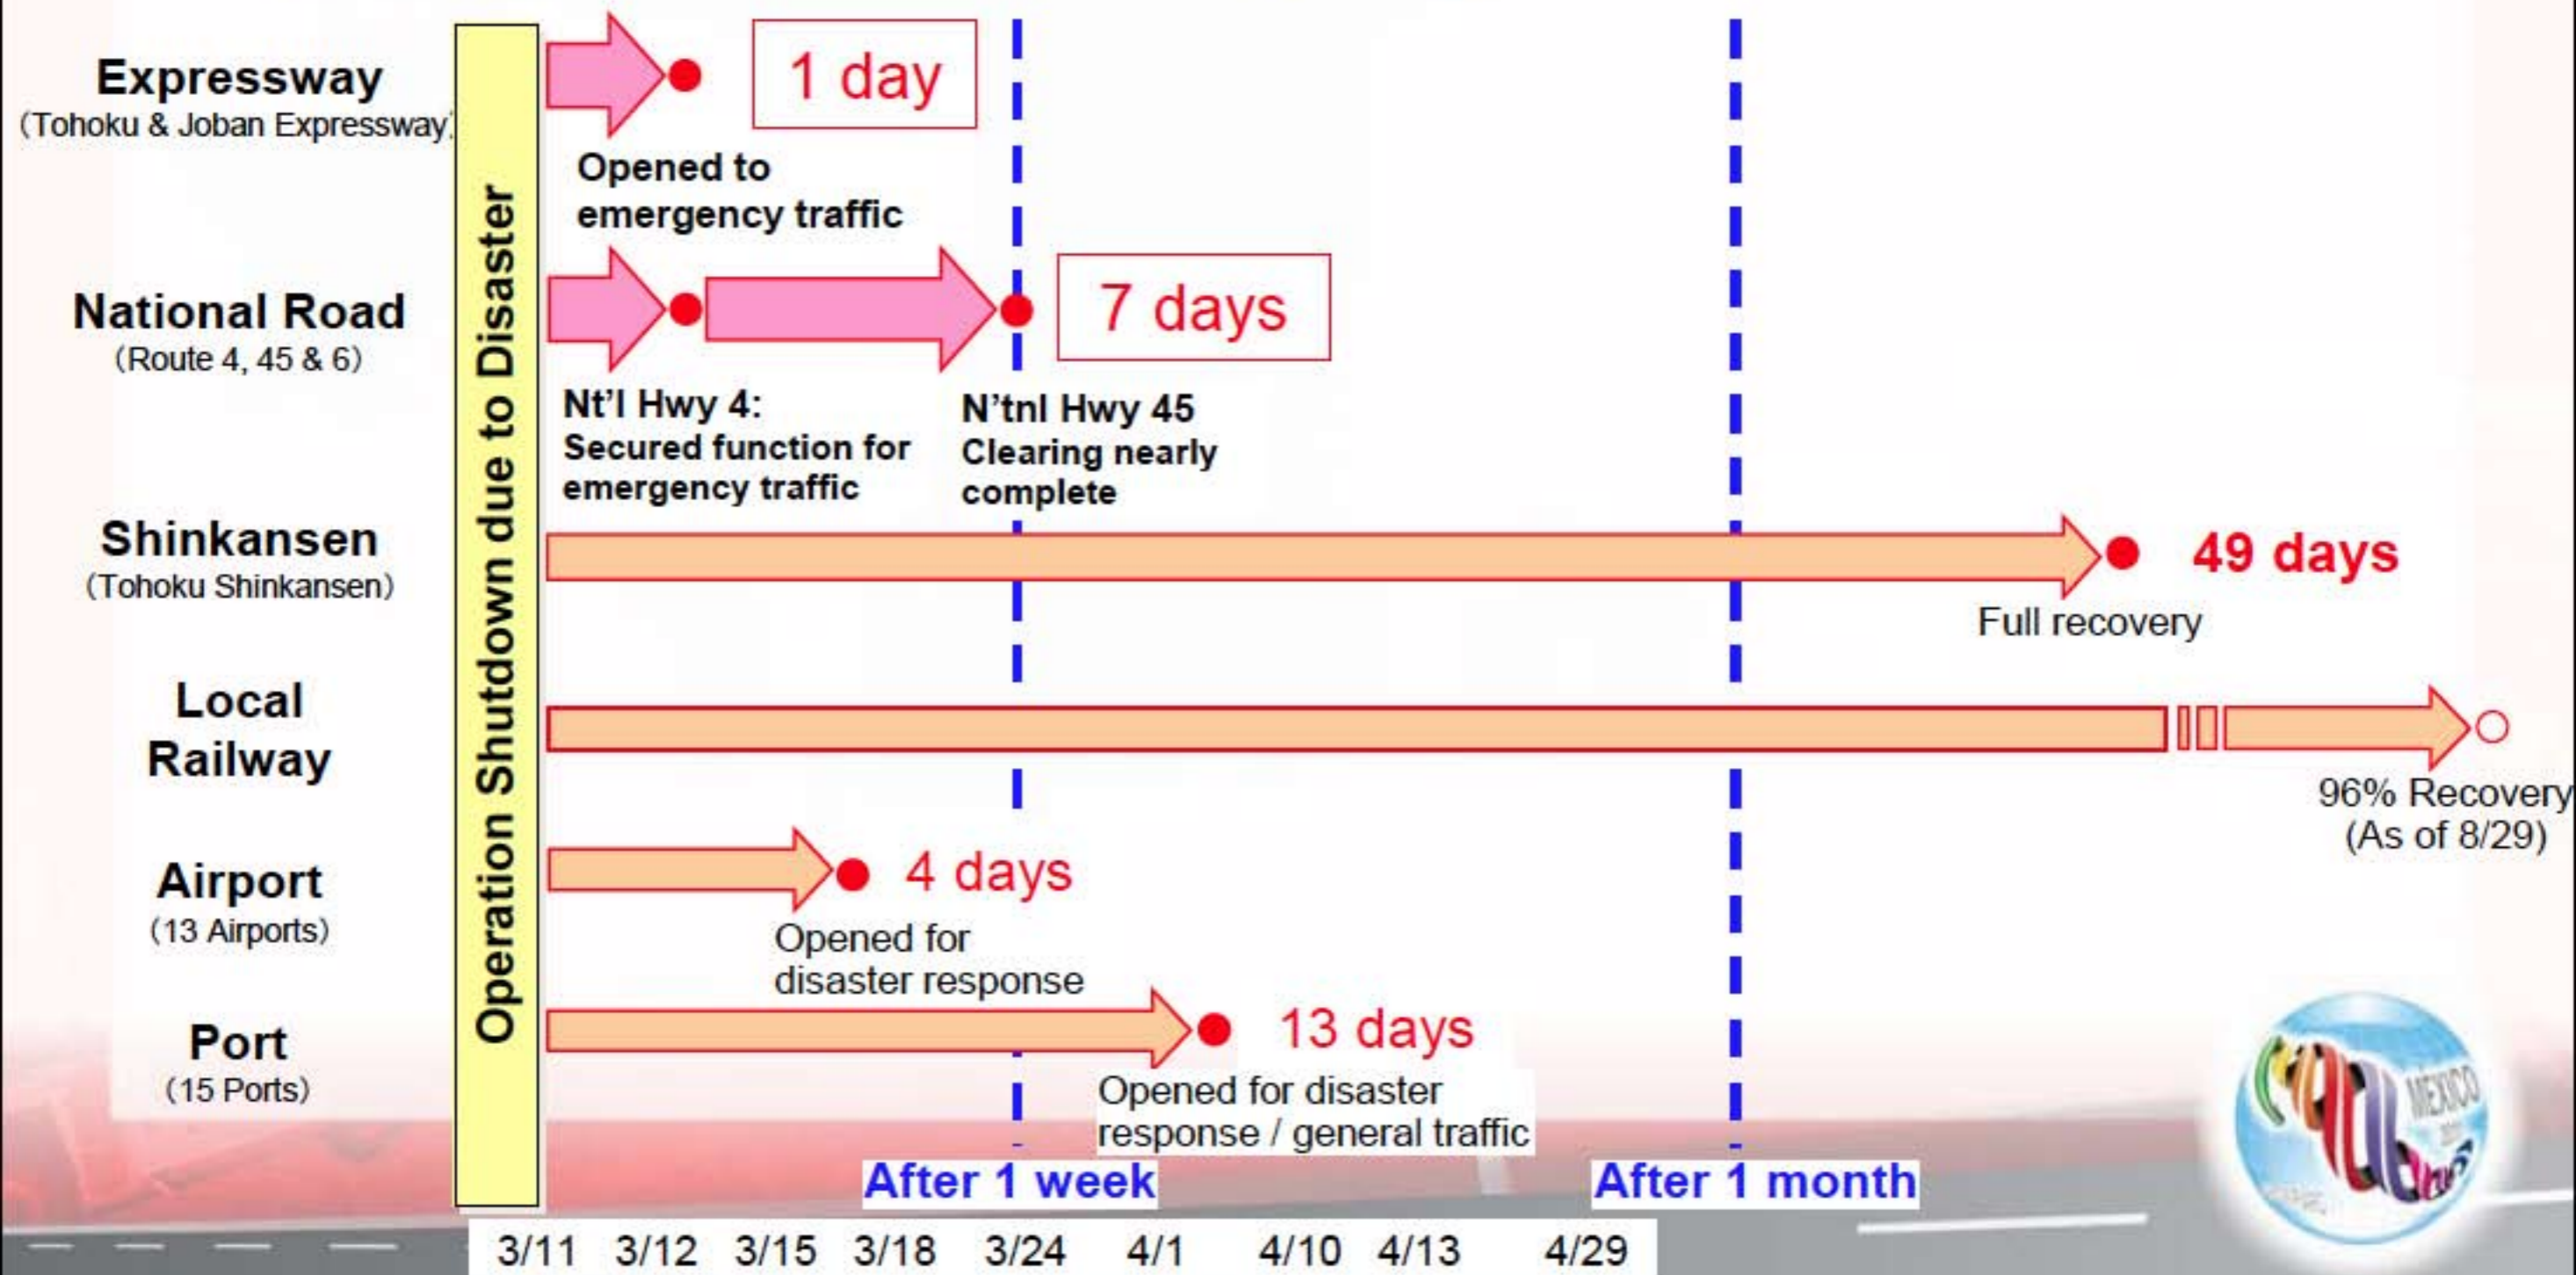 Expressway
(Tohoku & Joban Expressway)
1 day
Opened to
emergency traffic
National Road
(Route 4, 45 & 6)
7 days
Nt'l Hwy 4:
Secured function for
emergency traffic
N'tnl Hwy 45
Clearing nearly
complete
Operation Shutdown due to Disaster
Shinkansen
(Tohoku Shinkansen)
49 days
Full recovery
Local
Railway
96% Recovery
(As of 8/29)
Airport
(13 Airports)
4 days
Opened for
disaster response
Port
(15 Ports)
13 days
Opened for disaster
response / general traffic
MÉXICO
After 1 week
After 1 month
3/11 3/12 3/15 3/18 3/24 4/1 4/10 4/13 4/29